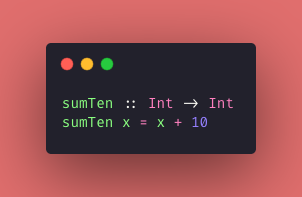 sumTen :: Int -> Int
sumTen x = x + 10